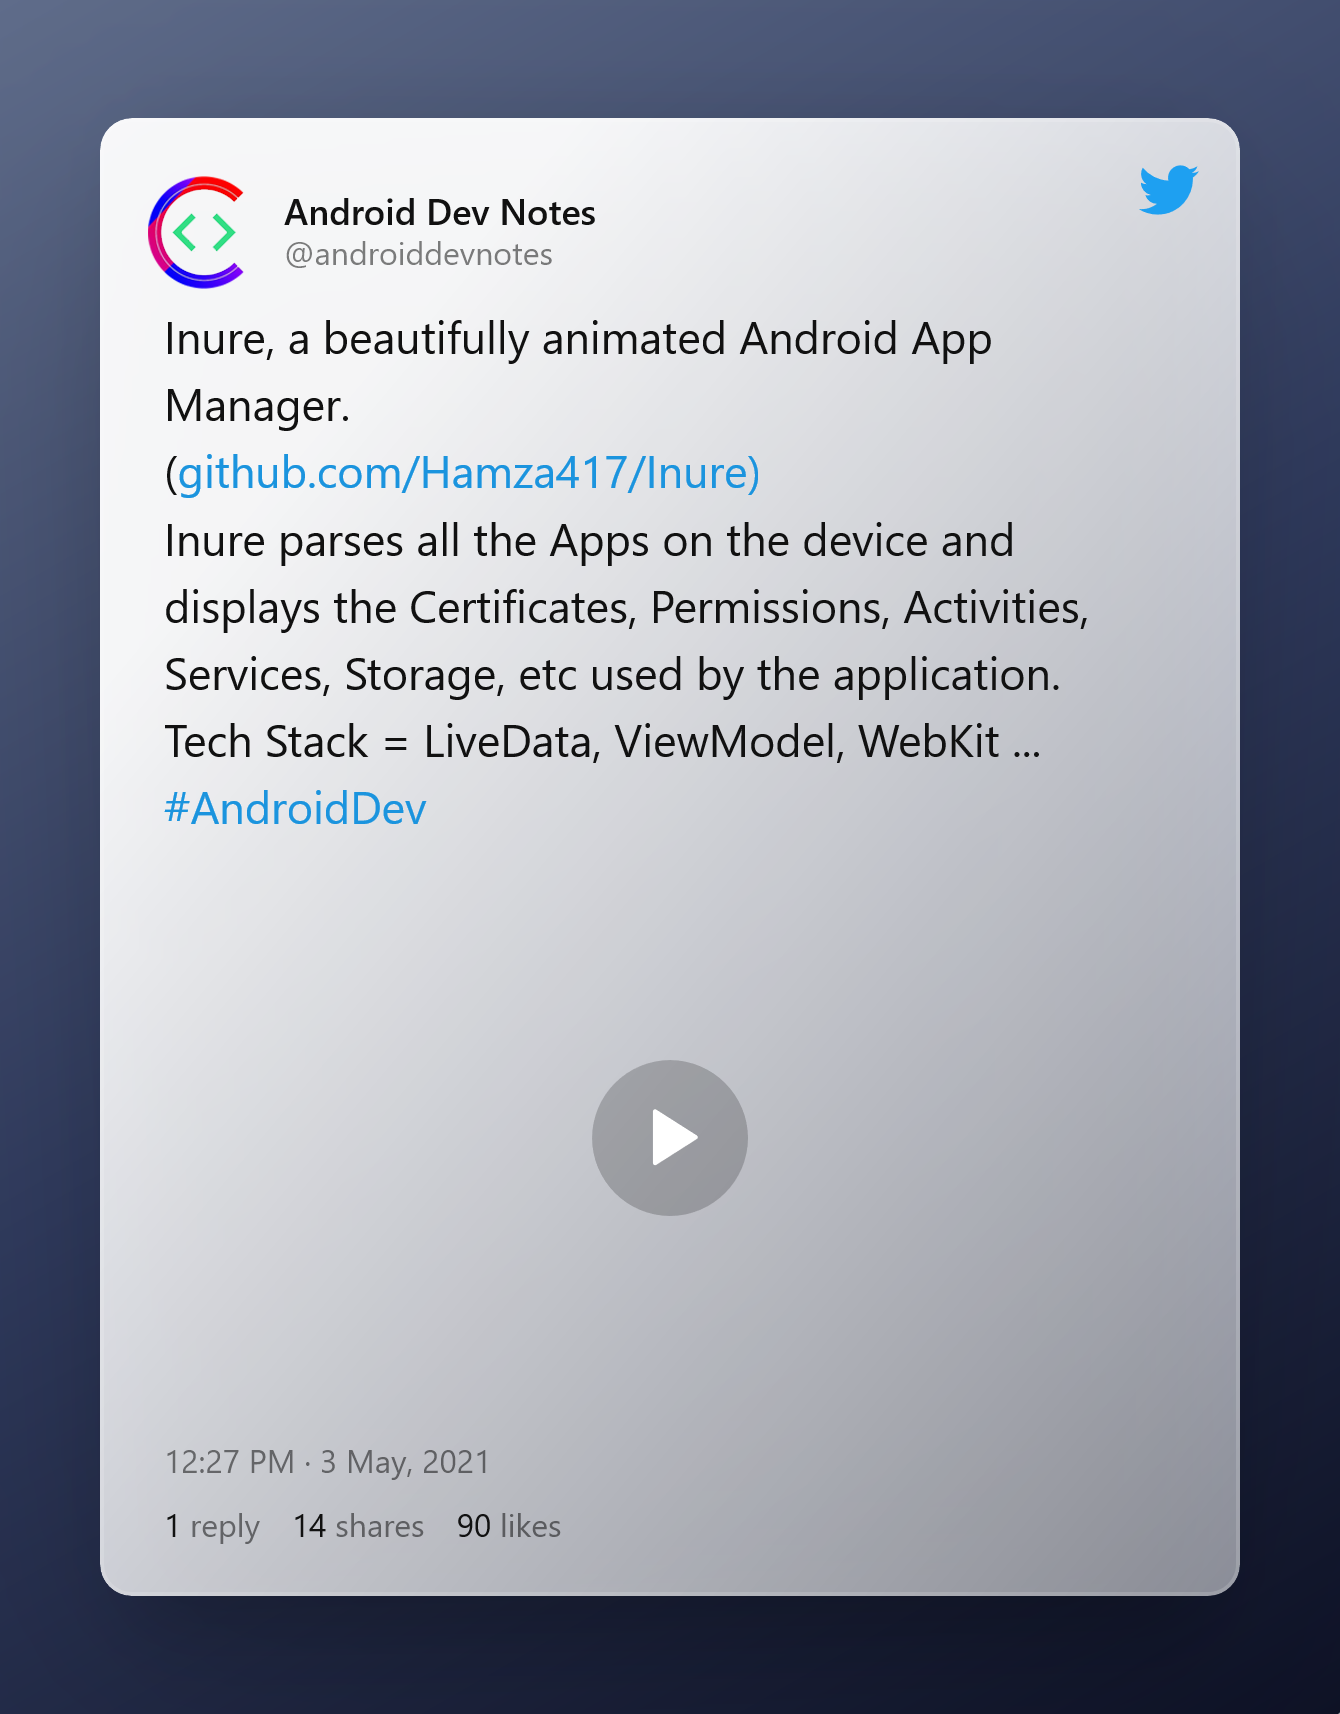 Android Dev Notes
@androiddevnotes
Inure, a beautifully animated Android App
Manager.
(github.com/Hamza417/Inure)
Inure parses all the Apps on the device and
displays the Certificates, Permissions, Activities,
Services, Storage, etc used by the application.
Tech Stack = LiveData, ViewModel, WebKit ...
#AndroidDev
12:27 PM · 3 May, 2021
1 reply 14 shares 90 likes